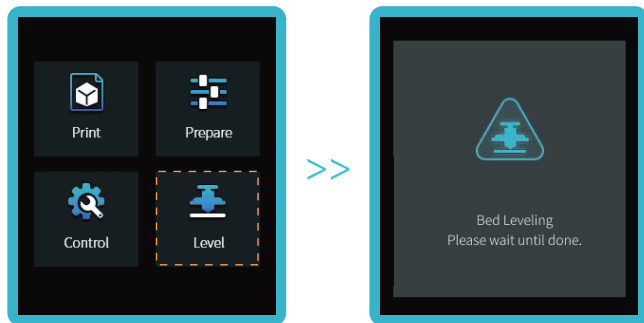 Print
Prepare
Control
Level
>>
Bed Leveling
Please wait until done.